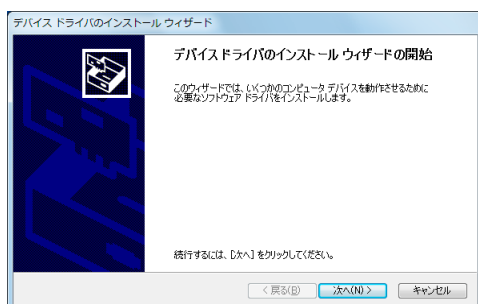 デバイス ドライバのインストール ウィザード
デバイス ドライバのインストール ウィザードの開始
このウィザードでは、いくつかのコンピュータ デバイスを動作させるために
必要なソフトウェア ドライバをインストールします。
続行するには、[次へ] をクリックしてください。
< 戻る(B)
次へ(N) >
キャンセル